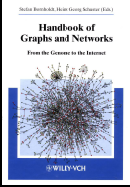 Stefan Bornholdt, Heinz Georg Schuster (Eds.)
Handbook of
Graphs and Networks
From the Genome to the Internet
WILEY-VCH